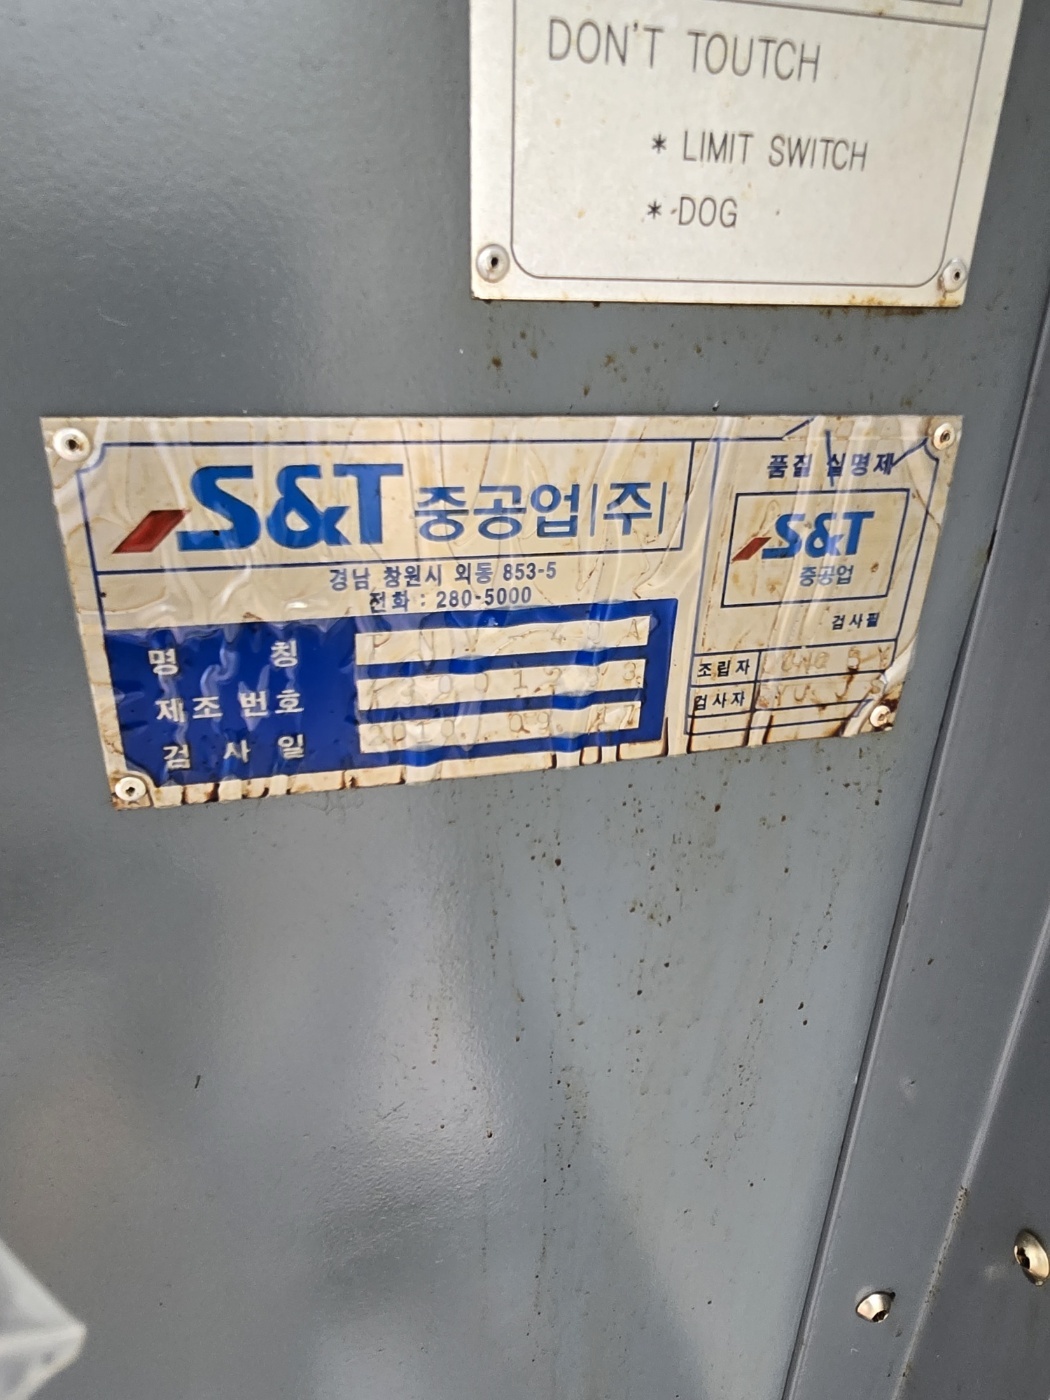 DON'T TOUTCH
* LIMIT SWITCH
* DOG
S&T 중공업(주)
경남 창원시 외동 853-5
전화 : 280-5000
명 칭
제조 번호
검 사 일
품질 실명제
S&T
중공업
검사필
조립자
검사자